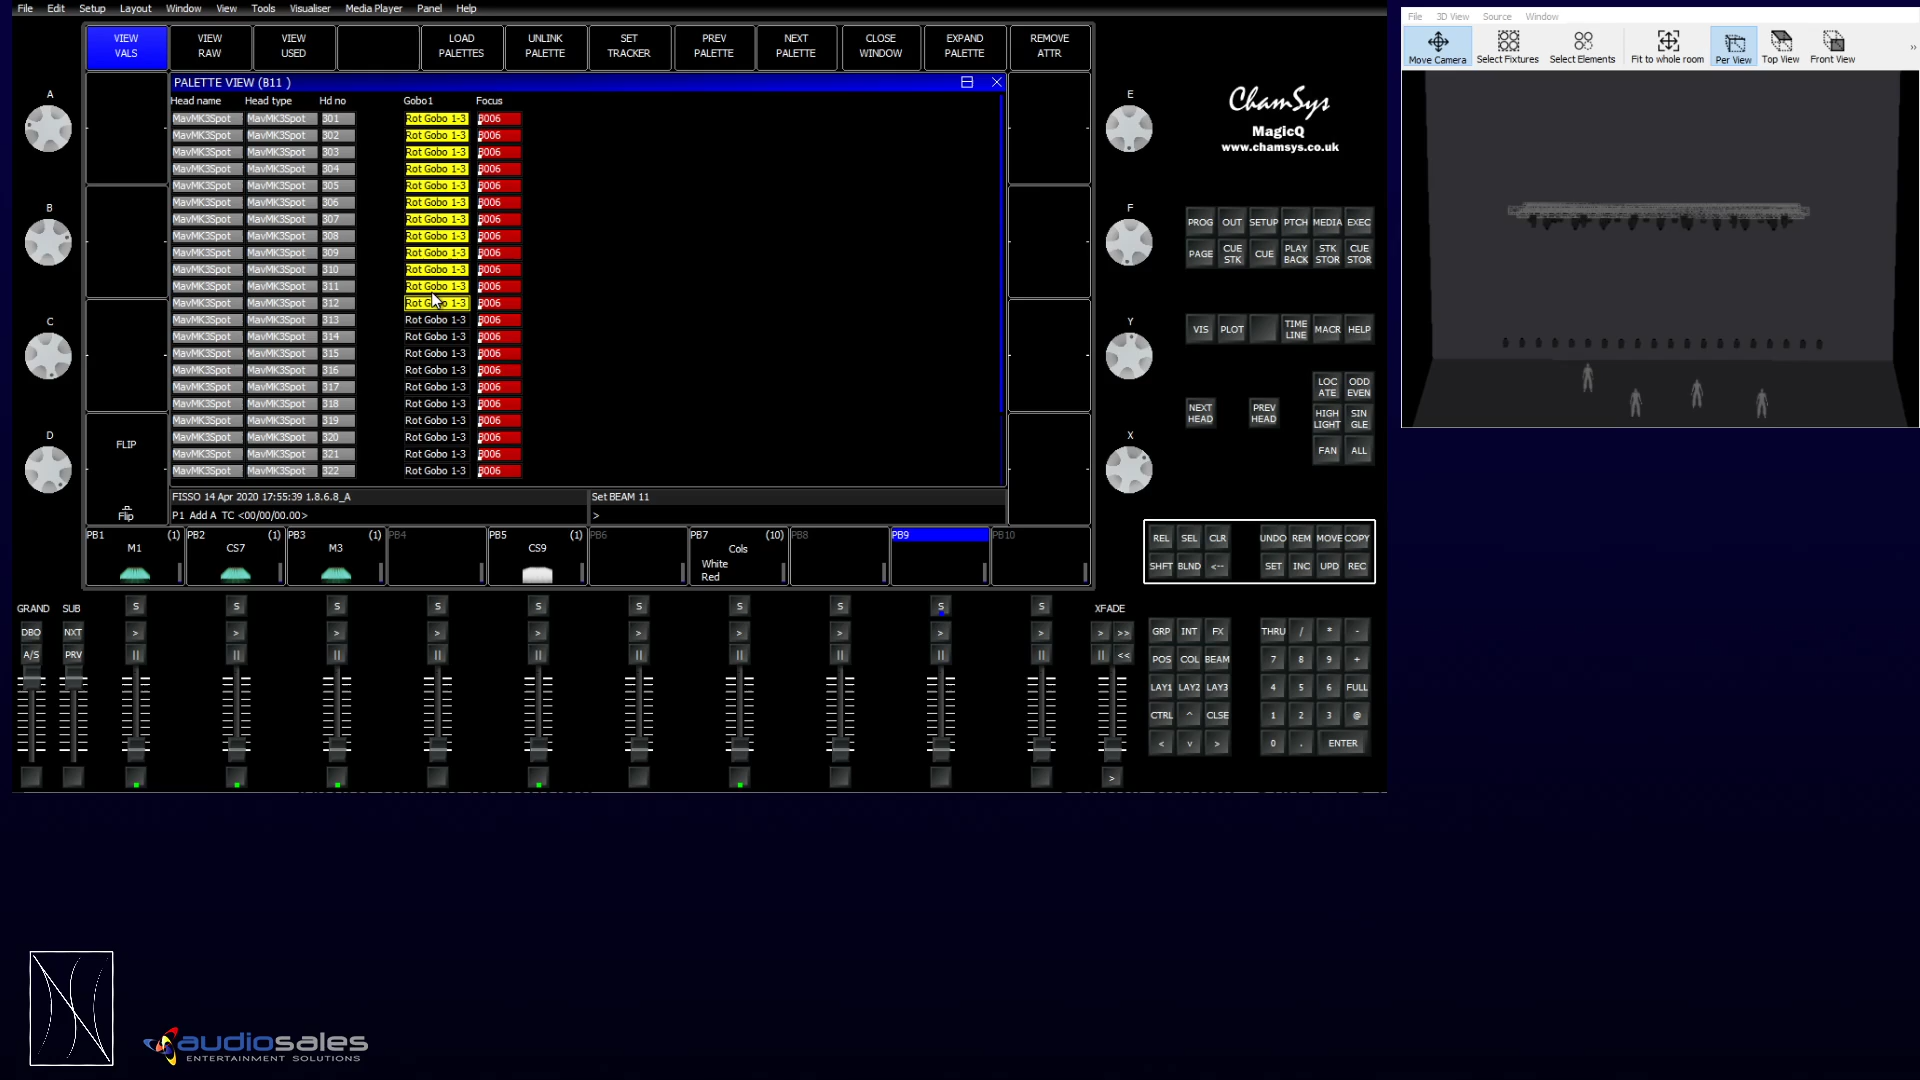 File Edit Setup Layout Window View Tools Visualiser Media Player Panel Help
VIEW VALS
VIEW RAW
VIEW USED
LOAD PALETTES
UNLINK PALETTE
SET TRACKER
PREV PALETTE
NEXT PALETTE
CLOSE WINDOW
EXPAND PALETTE
REMOVE ATTR
PALETTE VIEW (B11 )
Head name Head type Hd no Gobo1 Focus
MavMK3Spot MavMK3Spot 301 Rot Gobo 1-3 B006
MavMK3Spot MavMK3Spot 302 Rot Gobo 1-3 B006
MavMK3Spot MavMK3Spot 303 Rot Gobo 1-3 B006
MavMK3Spot MavMK3Spot 304 Rot Gobo 1-3 B006
MavMK3Spot MavMK3Spot 305 Rot Gobo 1-3 B006
MavMK3Spot MavMK3Spot 306 Rot Gobo 1-3 B006
MavMK3Spot MavMK3Spot 307 Rot Gobo 1-3 B006
MavMK3Spot MavMK3Spot 308 Rot Gobo 1-3 B006
MavMK3Spot MavMK3Spot 309 Rot Gobo 1-3 B006
MavMK3Spot MavMK3Spot 310 Rot Gobo 1-3 B006
MavMK3Spot MavMK3Spot 311 Rot Gobo 1-3 B006
MavMK3Spot MavMK3Spot 312 Rot Gobo 1-3 B006
MavMK3Spot MavMK3Spot 313 Rot Gobo 1-3 B006
MavMK3Spot MavMK3Spot 314 Rot Gobo 1-3 B006
MavMK3Spot MavMK3Spot 315 Rot Gobo 1-3 B006
MavMK3Spot MavMK3Spot 316 Rot Gobo 1-3 B006
MavMK3Spot MavMK3Spot 317 Rot Gobo 1-3 B006
MavMK3Spot MavMK3Spot 318 Rot Gobo 1-3 B006
MavMK3Spot MavMK3Spot 319 Rot Gobo 1-3 B006
MavMK3Spot MavMK3Spot 320 Rot Gobo 1-3 B006
MavMK3Spot MavMK3Spot 321 Rot Gobo 1-3 B006
MavMK3Spot MavMK3Spot 322 Rot Gobo 1-3 B006
FISSO 14 Apr 2020 17:55:39 1.8.6.8_A
Set BEAM 11
P1 Add A TC <00/00/00.00>
>
A
B
C
D
FLIP
Flip
E
F
Y
X
PB1 (1) PB2 (1) PB3 (1) PB4 PB5 (1) PB6 PB7 (10) PB8 PB9 PB10
M1 CS7 M3 CS9 Cols
White
Red
GRAND SUB
DBO NXT
A/S PRV
S S S S S S S S S S
> > > > > > > > > >
|| || || || || || || || || ||
XFADE
> >>
|| <<
>
ChamSys
MagicQ
www.chamsys.co.uk
PROG OUT SETUP PTCH MEDIA EXEC
PAGE CUE STK CUE PLAY BACK STK STOR CUE STOR
VIS PLOT TIME LINE MACR HELP
NEXT HEAD PREV HEAD
LOC ATE ODD EVEN
HIGH LIGHT SIN GLE
FAN ALL
REL SEL CLR UNDO REM MOVE COPY
SHFT BLND <-- SET INC UPD REC
GRP INT FX THRU / * -
POS COL BEAM 7 8 9 +
LAY1 LAY2 LAY3 4 5 6 FULL
CTRL ^ CLSE 1 2 3 @
< v > 0 . ENTER
File 3D View Source Window
Move Camera Select Fixtures Select Elements Fit to whole room Per View Top View Front View »
audiosales
ENTERTAINMENT SOLUTIONS